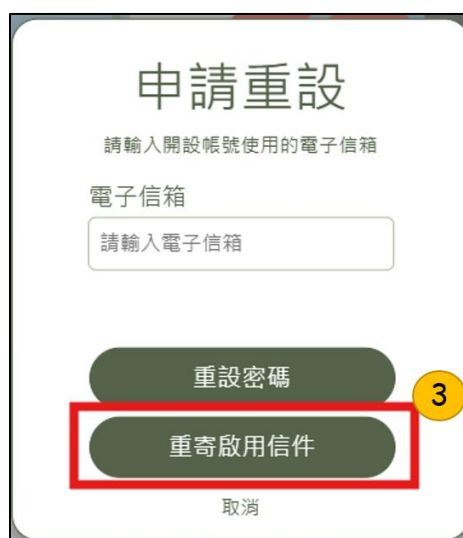 申請重設
請輸入開設帳號使用的電子信箱
電子信箱
請輸入電子信箱
重設密碼
3
重寄啟用信件
取消